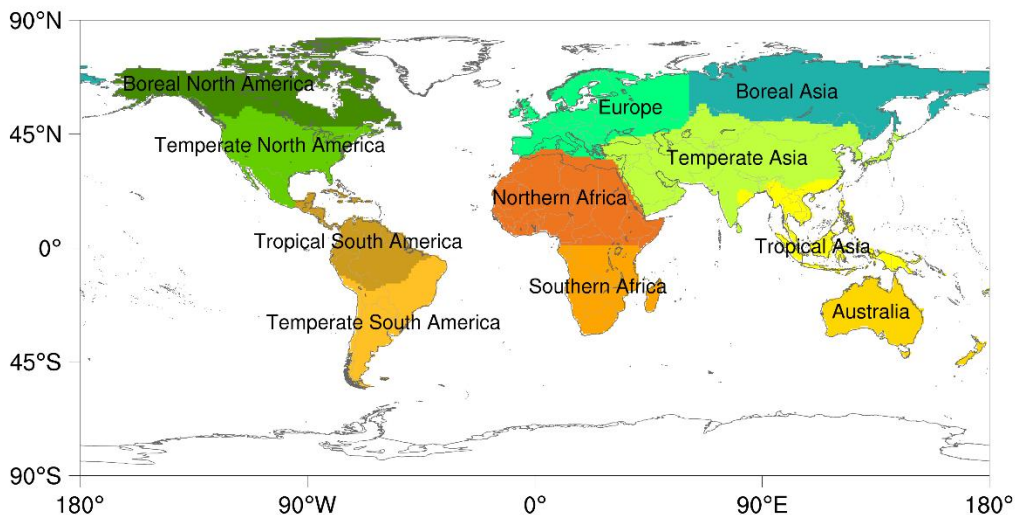 90°N
Boreal North America
Boreal Asia
Europe
45°N
Temperate North America
Temperate Asia
Northern Africa
Tropical South America
0°
Tropical Asia
Southern Africa
Australia
Temperate South America
45°S
90°S
180°
90°W
0°
90°E
180°